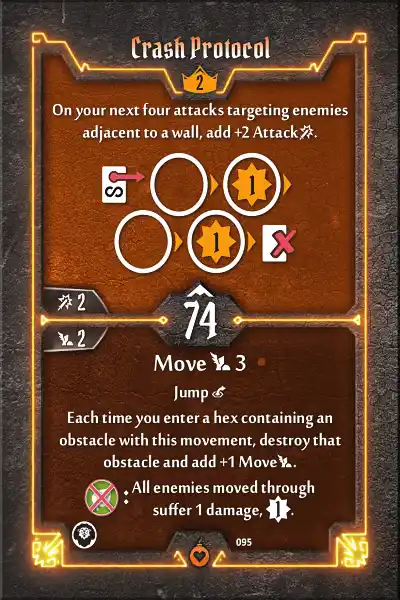 Crash Protocol
2
On your next four attacks targeting enemies
adjacent to a wall, add +2 Attack.
1
1
2
74
2
Move 3
Jump
Each time you enter a hex containing an
obstacle with this movement, destroy that
obstacle and add +1 Move.
: All enemies moved through
suffer 1 damage, 1.
095